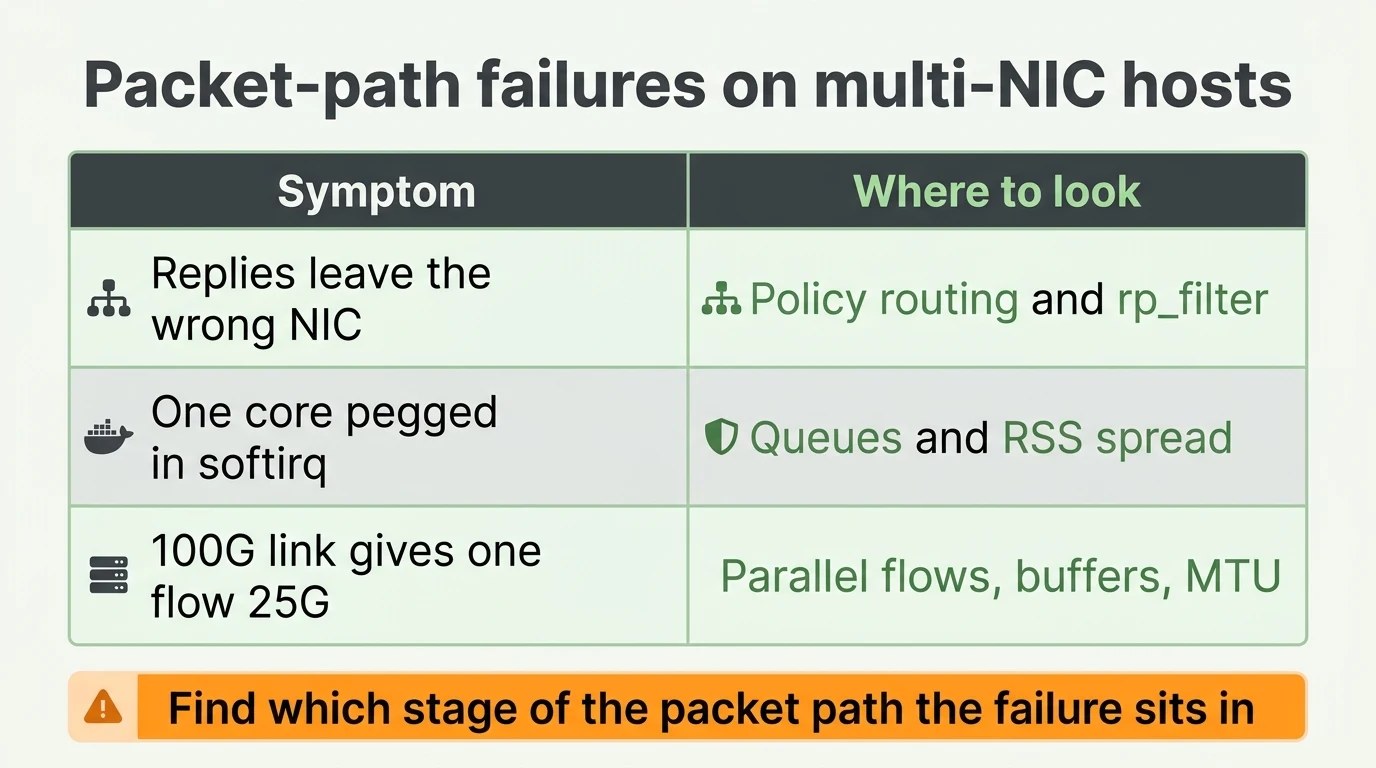 Packet-path failures on multi-NIC hosts
Symptom
Where to look
Replies leave the
wrong NIC
Policy routing and rp_filter
One core pegged
in softirq
Queues and RSS spread
100G link gives one
flow 25G
Parallel flows, buffers, MTU
Find which stage of the packet path the failure sits in